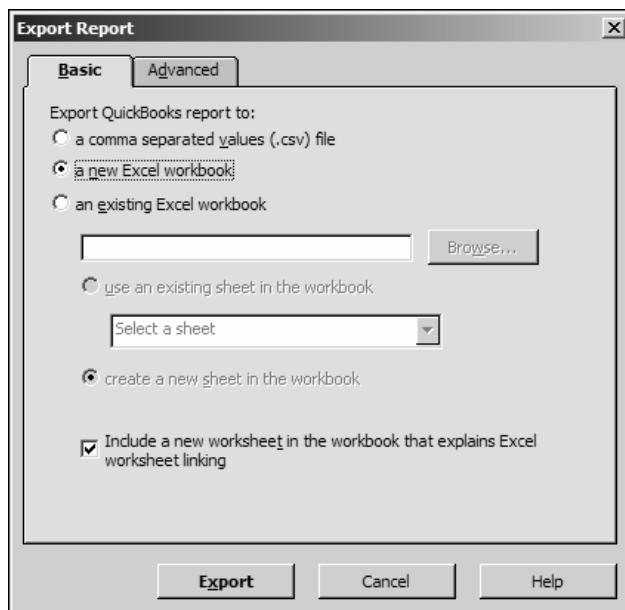 Export Report
Basic
Advanced
Export QuickBooks report to:
a comma separated values (.csv) file
a new Excel workbook
an existing Excel workbook
Browse...
use an existing sheet in the workbook
Select a sheet
create a new sheet in the workbook
Include a new worksheet in the workbook that explains Excel
worksheet linking
Export
Cancel
Help